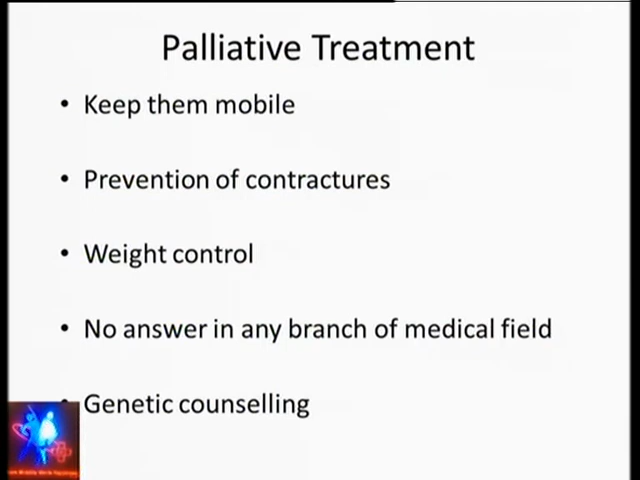 Palliative Treatment
• Keep them mobile
• Prevention of contractures
• Weight control
• No answer in any branch of medical field
• Genetic counselling